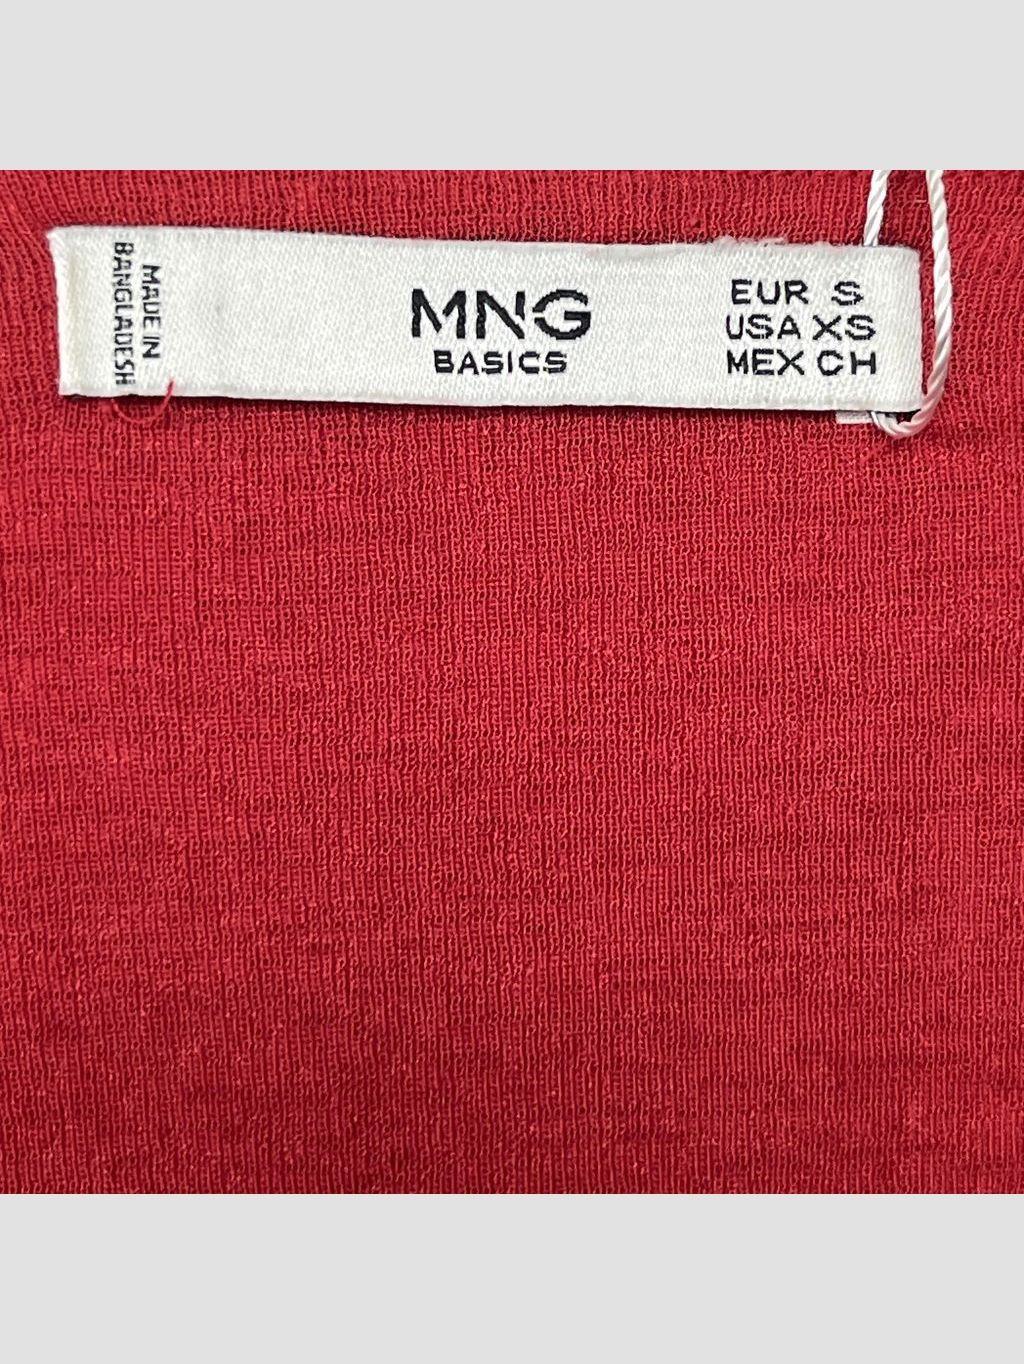 MADE IN
BANGLADESH
MNG
BASICS
EUR S
USA XS
MEX CH